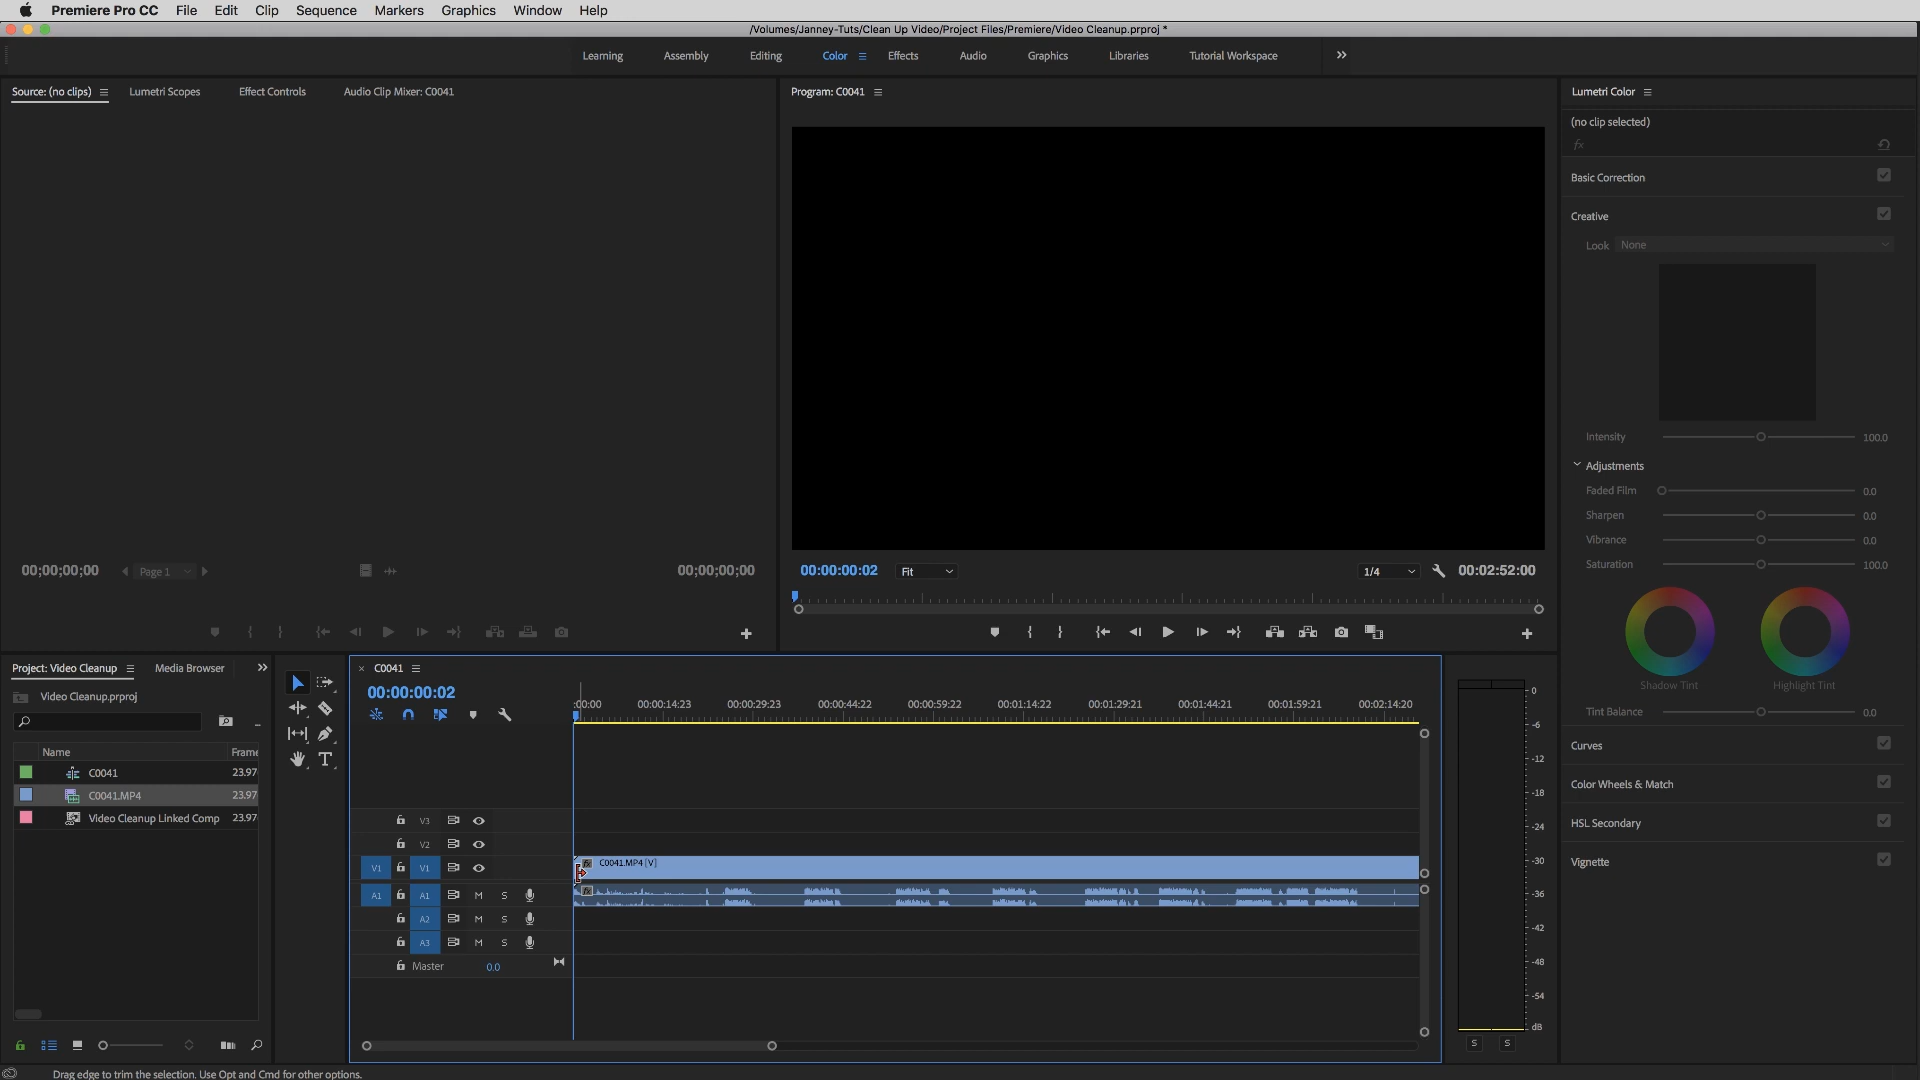 Premiere Pro CC File Edit Clip Sequence Markers Graphics Window Help
/Volumes/Janney-Tuts/Clean Up Video/Project Files/Premiere/Video Cleanup.prproj *
Learning Assembly Editing Color Effects Audio Graphics Libraries Tutorial Workspace
Source: (no clips) Lumetri Scopes Effect Controls Audio Clip Mixer: C0041
Program: C0041
Lumetri Color
(no clip selected)
fx
Basic Correction
Creative
Look None
Intensity 100.0
Adjustments
Faded Film 0.0
Sharpen 0.0
Vibrance 0.0
Saturation 100.0
Shadow Tint Highlight Tint
Tint Balance 0.0
Curves
Color Wheels & Match
HSL Secondary
Vignette
00;00;00;00 Page 1 00;00;00;00
00:00:00:02 Fit 1/4 00:02:52:00
Project: Video Cleanup Media Browser
Video Cleanup.prproj
Name Frame
C0041 23.97
C0041.MP4 23.97
Video Cleanup Linked Comp 23.97
C0041
00:00:00:02
:00:00 00:00:14:23 00:00:29:23 00:00:44:22 00:00:59:22 00:01:14:22 00:01:29:21 00:01:44:21 00:01:59:21 00:02:14:20
V3
V2
V1 V1 fx C0041.MP4 [V]
A1 A1 M S fx
A2 M S
A3 M S
Master 0.0
0
-6
-12
-18
-24
-30
-36
-42
-48
-54
dB
S S
Drag edge to trim the selection. Use Opt and Cmd for other options.